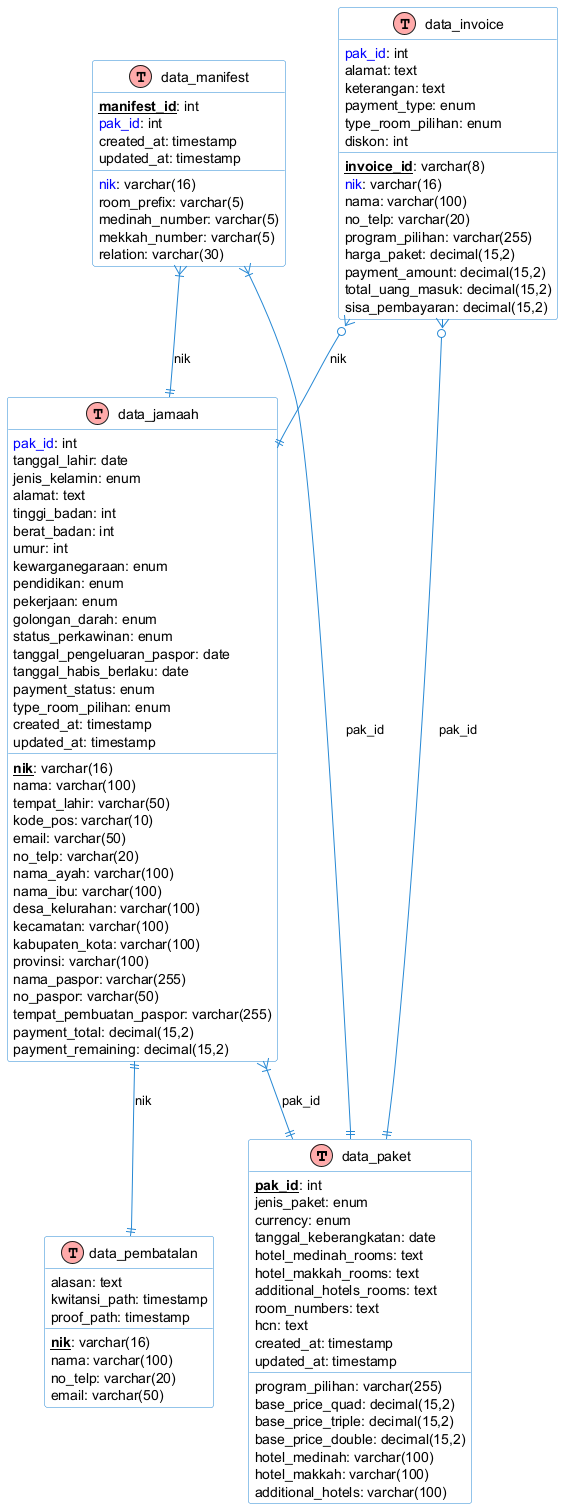 T data_invoice
pak_id: int
alamat: text
keterangan: text
payment_type: enum
type_room_pilihan: enum
diskon: int
invoice_id: varchar(8)
nik: varchar(16)
nama: varchar(100)
no_telp: varchar(20)
program_pilihan: varchar(255)
harga_paket: decimal(15,2)
payment_amount: decimal(15,2)
total_uang_masuk: decimal(15,2)
sisa_pembayaran: decimal(15,2)
T data_manifest
manifest_id: int
pak_id: int
created_at: timestamp
updated_at: timestamp
nik: varchar(16)
room_prefix: varchar(5)
medinah_number: varchar(5)
mekkah_number: varchar(5)
relation: varchar(30)
nik
nik
T data_jamaah
pak_id: int
tanggal_lahir: date
jenis_kelamin: enum
alamat: text
tinggi_badan: int
berat_badan: int
umur: int
kewarganegaraan: enum
pendidikan: enum
pekerjaan: enum
golongan_darah: enum
status_perkawinan: enum
tanggal_pengeluaran_paspor: date
tanggal_habis_berlaku: date
payment_status: enum
type_room_pilihan: enum
created_at: timestamp
updated_at: timestamp
nik: varchar(16)
nama: varchar(100)
tempat_lahir: varchar(50)
kode_pos: varchar(10)
email: varchar(50)
no_telp: varchar(20)
nama_ayah: varchar(100)
nama_ibu: varchar(100)
desa_kelurahan: varchar(100)
kecamatan: varchar(100)
kabupaten_kota: varchar(100)
provinsi: varchar(100)
nama_paspor: varchar(255)
no_paspor: varchar(50)
tempat_pembuatan_paspor: varchar(255)
payment_total: decimal(15,2)
payment_remaining: decimal(15,2)
pak_id
pak_id
nik
pak_id
T data_paket
pak_id: int
jenis_paket: enum
currency: enum
tanggal_keberangkatan: date
hotel_medinah_rooms: text
hotel_makkah_rooms: text
additional_hotels_rooms: text
room_numbers: text
hcn: text
created_at: timestamp
updated_at: timestamp
program_pilihan: varchar(255)
base_price_quad: decimal(15,2)
base_price_triple: decimal(15,2)
base_price_double: decimal(15,2)
hotel_medinah: varchar(100)
hotel_makkah: varchar(100)
additional_hotels: varchar(100)
T data_pembatalan
alasan: text
kwitansi_path: timestamp
proof_path: timestamp
nik: varchar(16)
nama: varchar(100)
no_telp: varchar(20)
email: varchar(50)